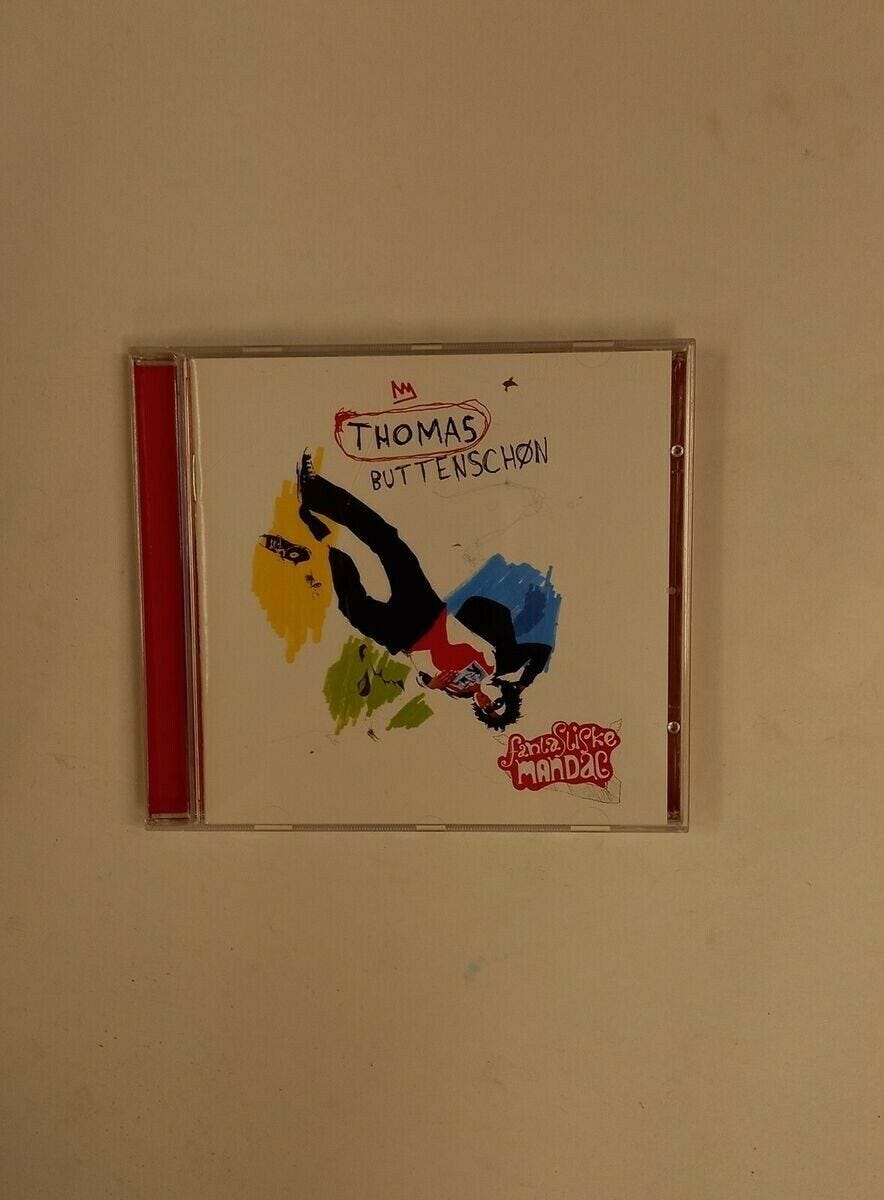 THOMAS
BUTTENSCHØN
fantastiske
MANDAG